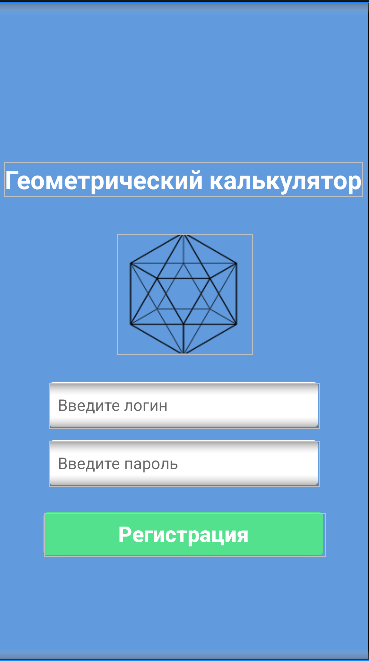 Геометрический калькулятор
Введите логин
Введите пароль
Регистрация